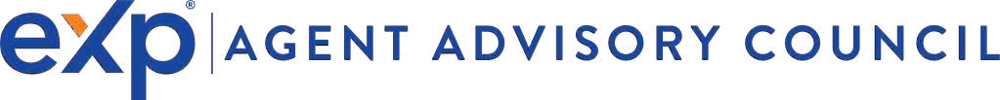 eXp® | AGENT ADVISORY COUNCIL